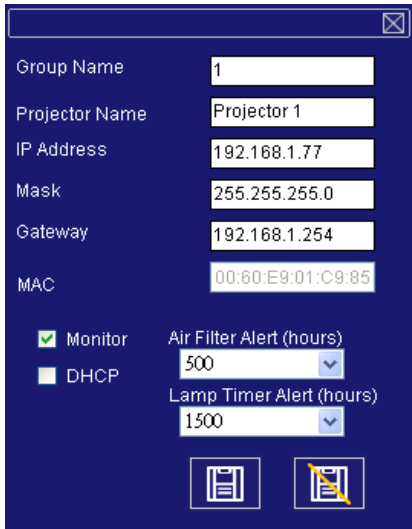 Group Name 1
Projector Name Projector 1
IP Address 192.168.1.77
Mask 255.255.255.0
Gateway 192.168.1.254
MAC 00:60:E9:01:C9:85
Monitor Air Filter Alert (hours)
500
DHCP
Lamp Timer Alert (hours)
1500